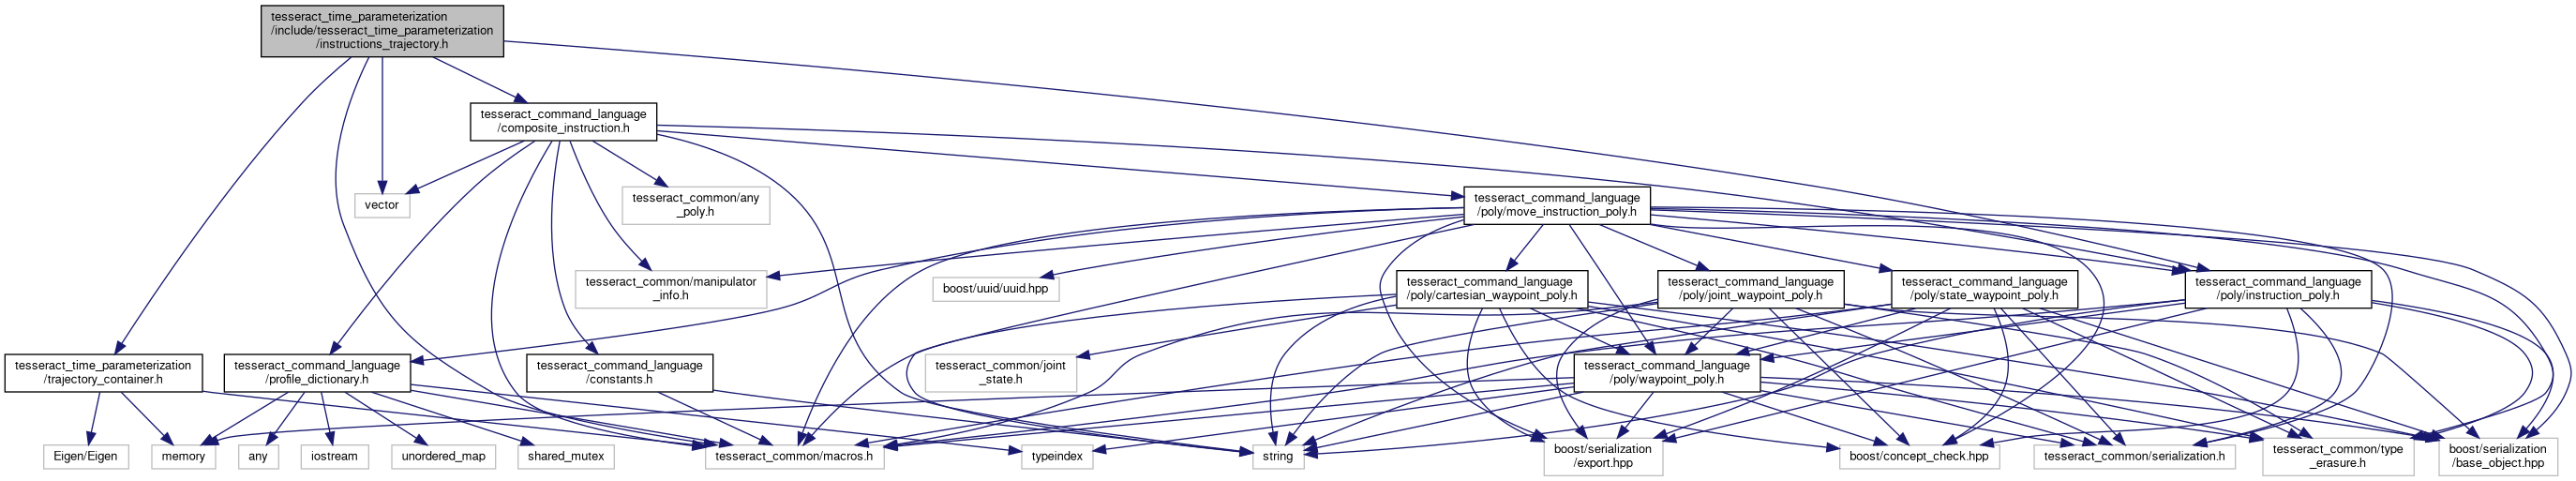 tesseract_time_parameterization
/include/tesseract_time_parameterization
/instructions_trajectory.h
tesseract_command_language
/composite_instruction.h
vector
tesseract_common/any
_poly.h
tesseract_command_language
/poly/move_instruction_poly.h
tesseract_common/manipulator
_info.h
boost/uuid/uuid.hpp
tesseract_command_language
/poly/cartesian_waypoint_poly.h
tesseract_command_language
/poly/joint_waypoint_poly.h
tesseract_command_language
/poly/state_waypoint_poly.h
tesseract_command_language
/poly/instruction_poly.h
tesseract_time_parameterization
/trajectory_container.h
tesseract_command_language
/profile_dictionary.h
tesseract_command_language
/constants.h
tesseract_common/joint
_state.h
tesseract_command_language
/poly/waypoint_poly.h
Eigen/Eigen
memory
any
iostream
unordered_map
shared_mutex
tesseract_common/macros.h
typeindex
string
boost/serialization
/export.hpp
boost/concept_check.hpp
tesseract_common/serialization.h
tesseract_common/type
_erasure.h
boost/serialization
/base_object.hpp